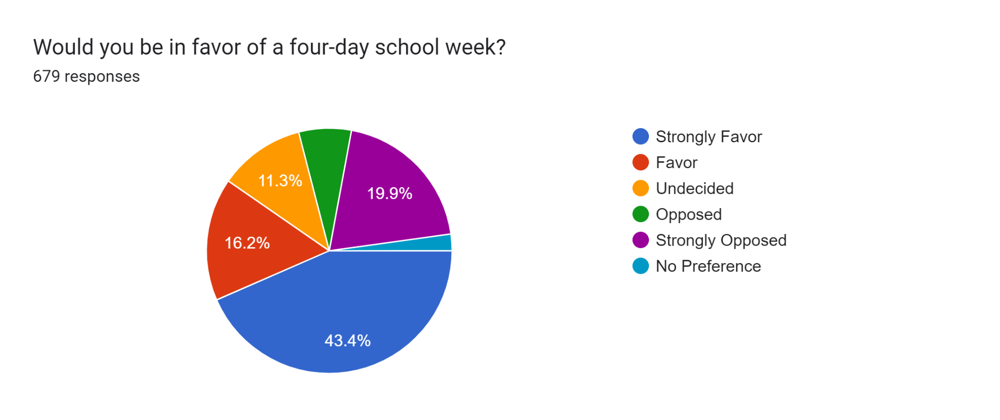 Would you be in favor of a four-day school week?
679 responses
11.3%
19.9%
16.2%
43.4%
Strongly Favor
Favor
Undecided
Opposed
Strongly Opposed
No Preference